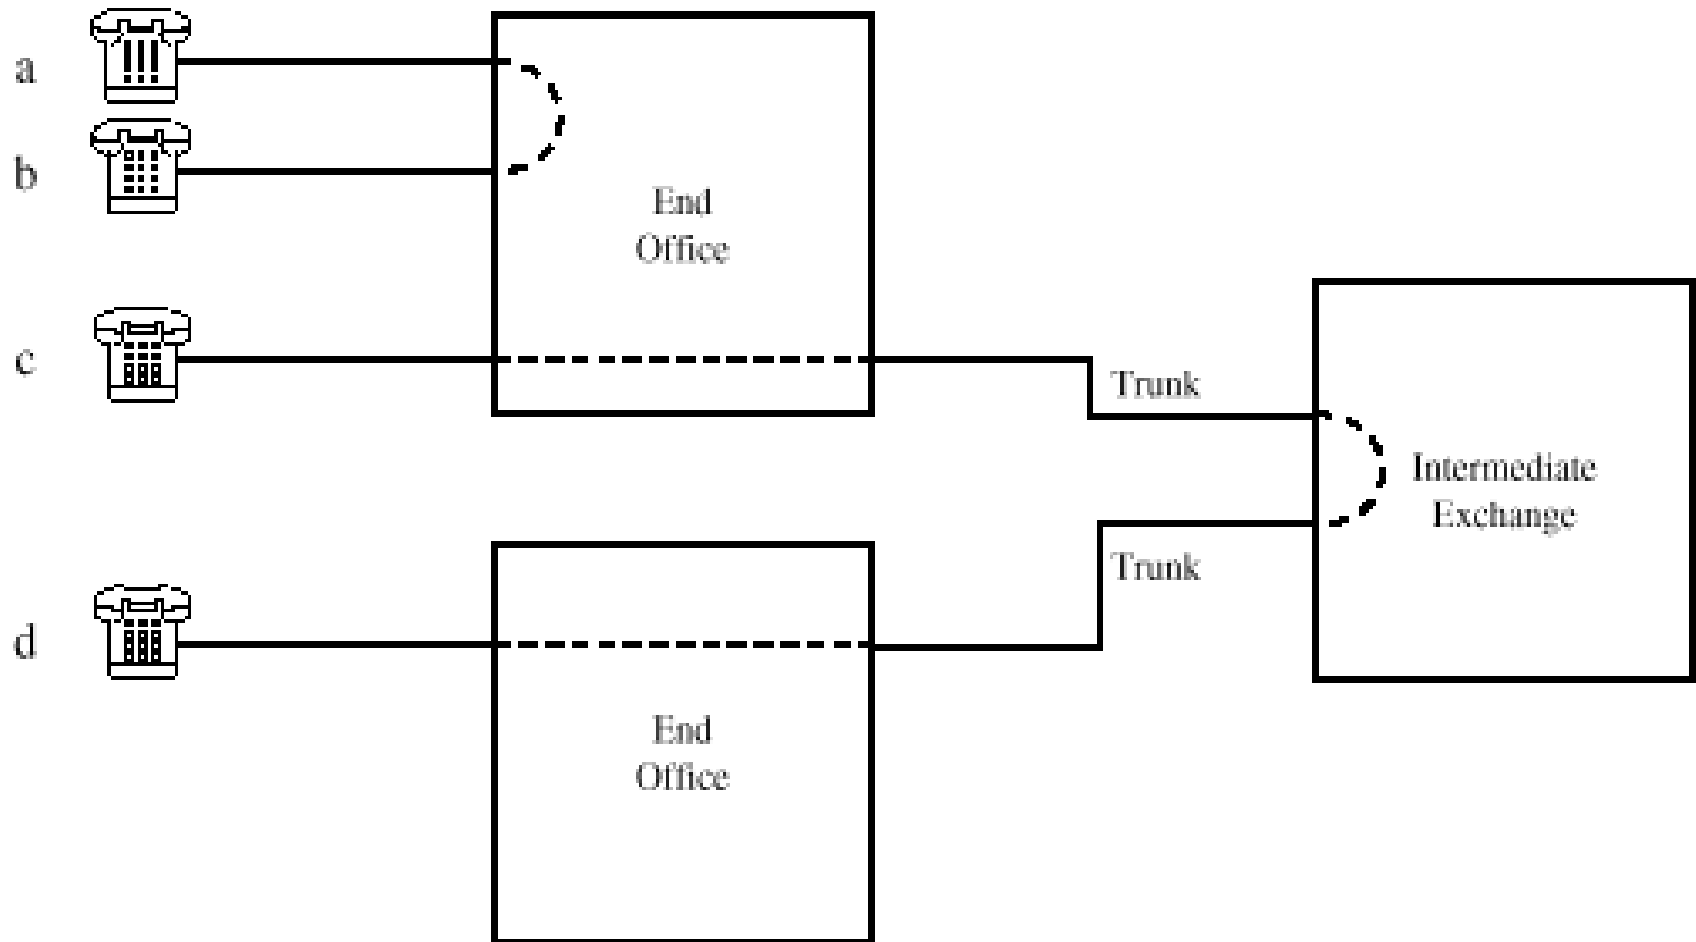 a
b
End
Office
c
Trunk
Intermediate
Exchange
Trunk
d
End
Office